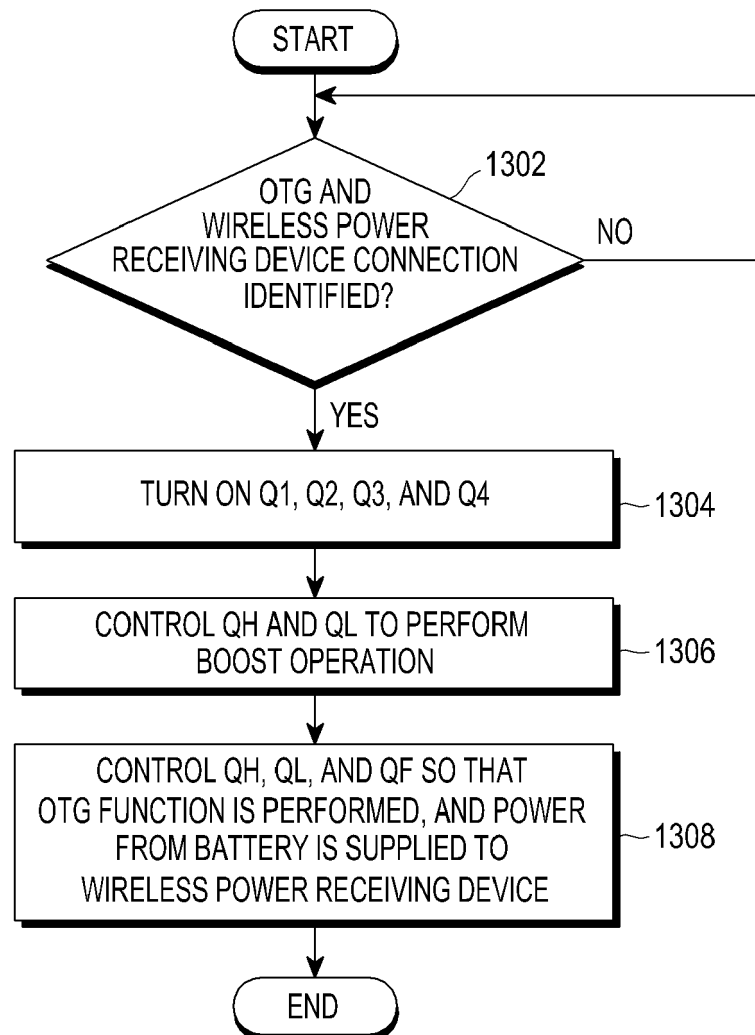 START
1302
OTG AND
WIRELESS POWER
RECEIVING DEVICE CONNECTION
IDENTIFIED?
NO
YES
TURN ON Q1, Q2, Q3, AND Q4
1304
CONTROL QH AND QL TO PERFORM
BOOST OPERATION
1306
CONTROL QH, QL, AND QF SO THAT
OTG FUNCTION IS PERFORMED, AND POWER
FROM BATTERY IS SUPPLIED TO
WIRELESS POWER RECEIVING DEVICE
1308
END